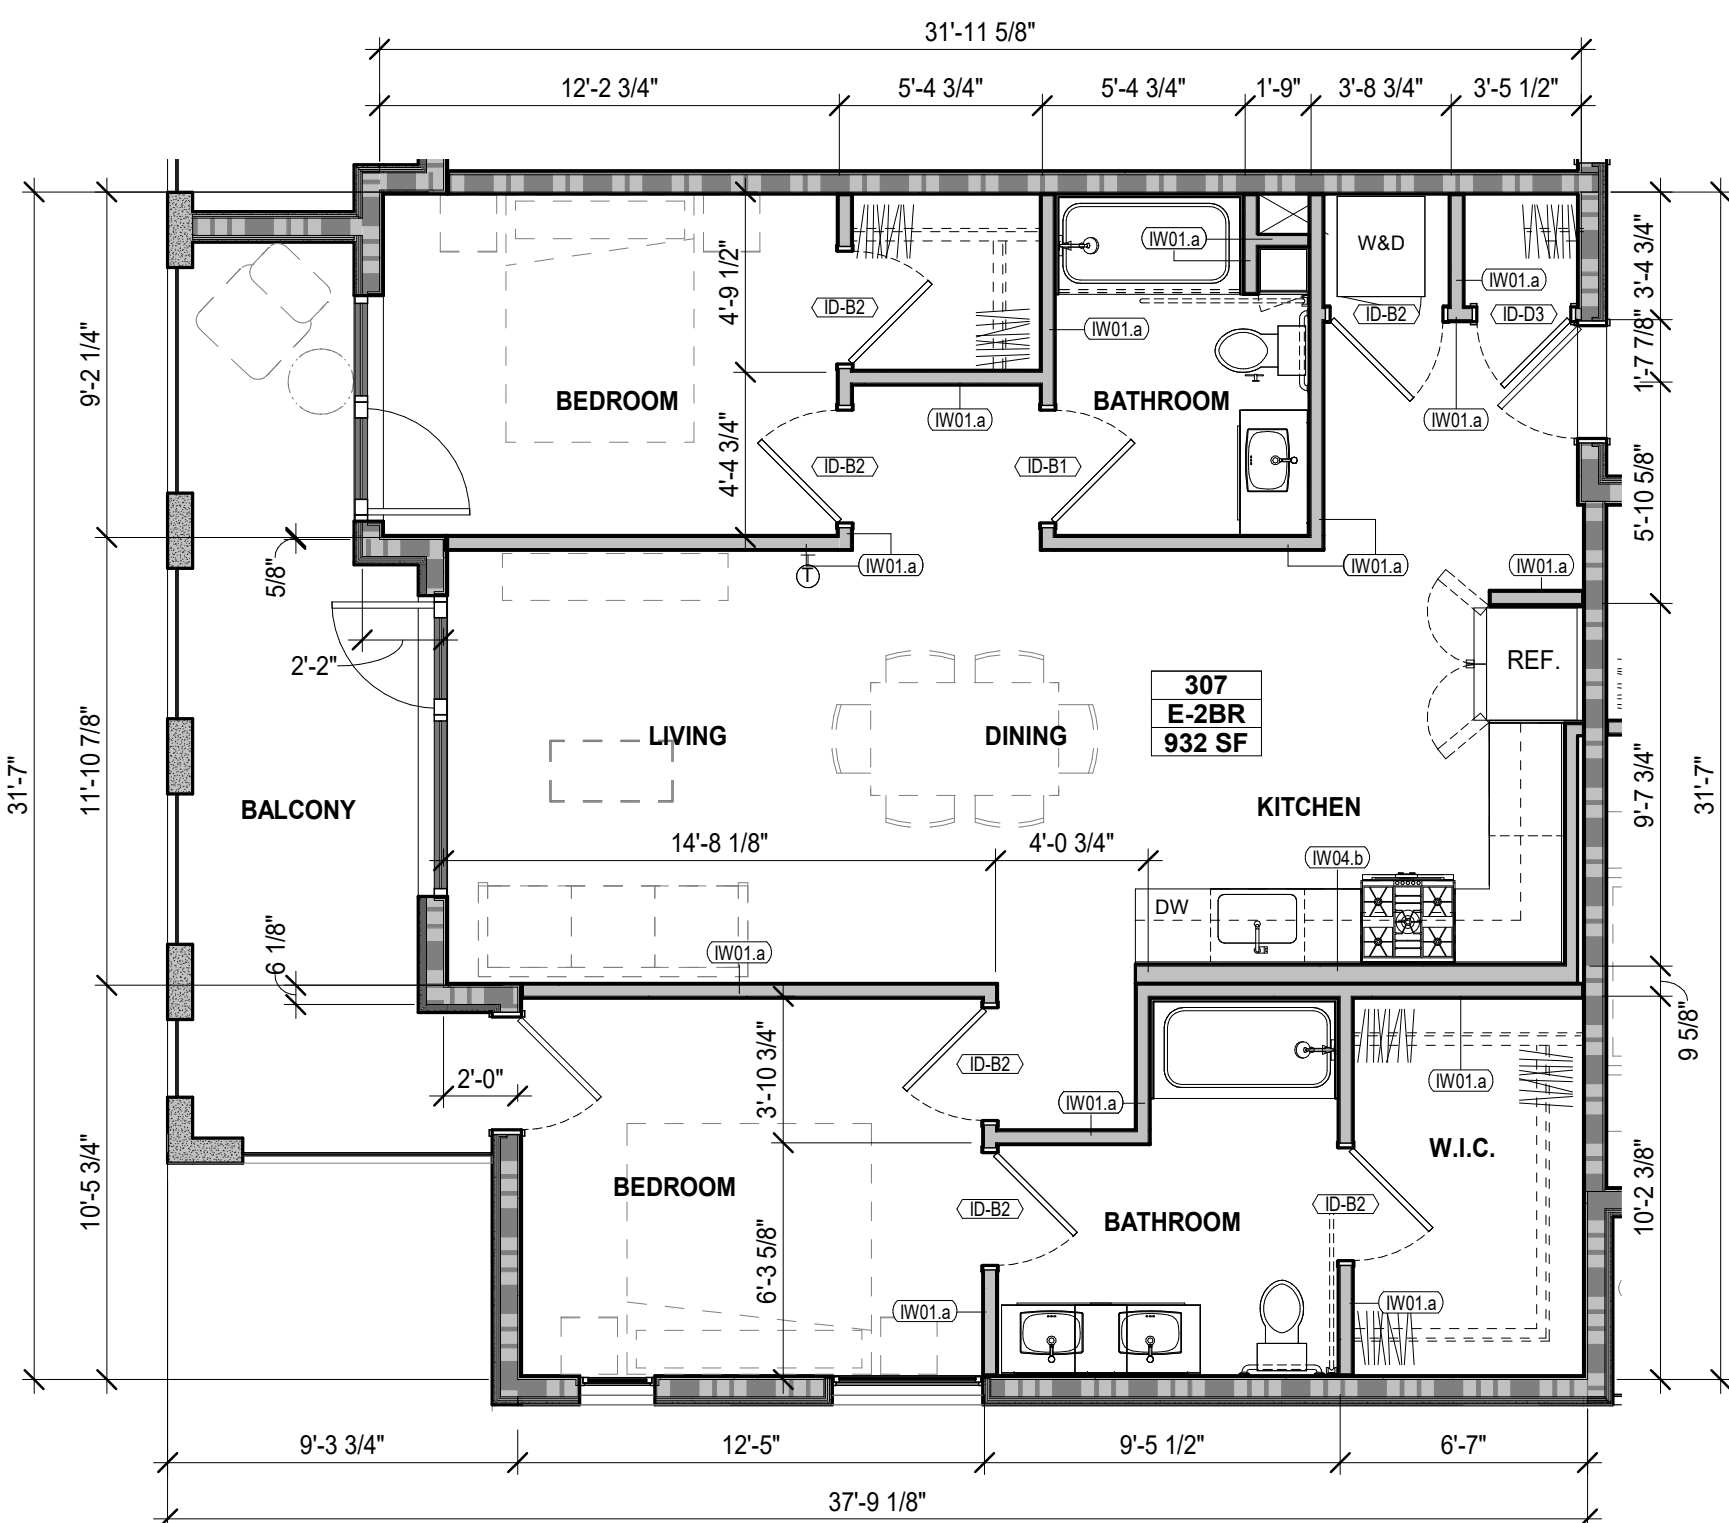 31'-11 5/8"
12'-2 3/4"
5'-4 3/4"
5'-4 3/4"
1'-9"
3'-8 3/4"
3'-5 1/2"
IW01.a
W&D
3'-4 3/4"
4'-9 1/2"
IW01.a
ID-B2
ID-B2
ID-D3
IW01.a
9'-2 1/4"
1'-7 7/8"
BEDROOM
BATHROOM
IW01.a
IW01.a
4'-4 3/4"
ID-B2
ID-B1
5'-10 5/8"
5/8"
T
IW01.a
IW01.a
IW01.a
2'-2"
REF.
307
E-2BR
932 SF
LIVING
DINING
31'-7"
11'-10 7/8"
9'-7 3/4"
31'-7"
BALCONY
KITCHEN
14'-8 1/8"
4'-0 3/4"
IW04.b
DW
6 1/8"
IW01.a
9 5/8"
3'-10 3/4"
ID-B2
2'-0"
IW01.a
IW01.a
W.I.C.
10'-5 3/4"
BEDROOM
10'-2 3/8"
ID-B2
BATHROOM
ID-B2
6'-3 5/8"
IW01.a
IW01.a
9'-3 3/4"
12'-5"
9'-5 1/2"
6'-7"
37'-9 1/8"